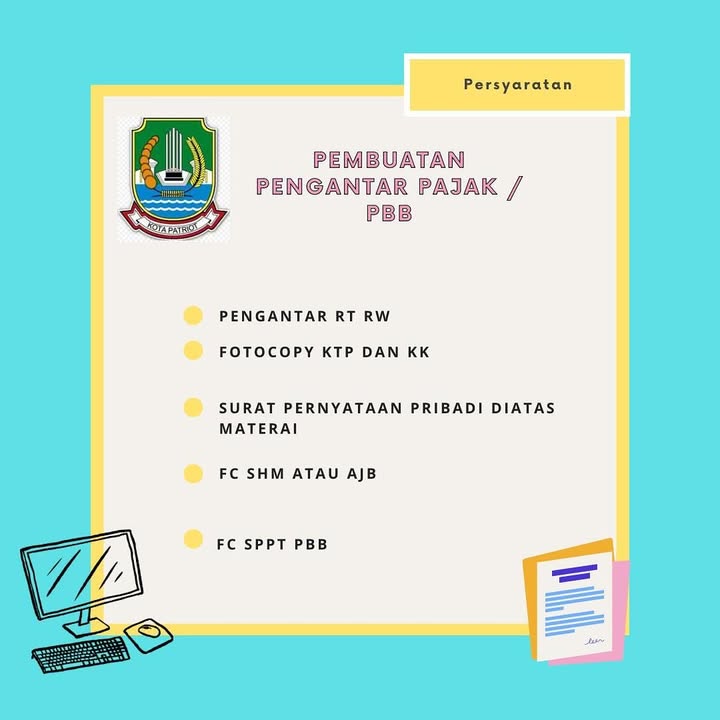 Persyaratan
PEMBUATAN
PENGANTAR PAJAK /
PBB
KOTA PATRIOT
PENGANTAR RT RW
FOTOCOPY KTP DAN KK
SURAT PERNYATAAN PRIBADI DIATAS
MATERAI
FC SHM ATAU AJB
FC SPPT PBB